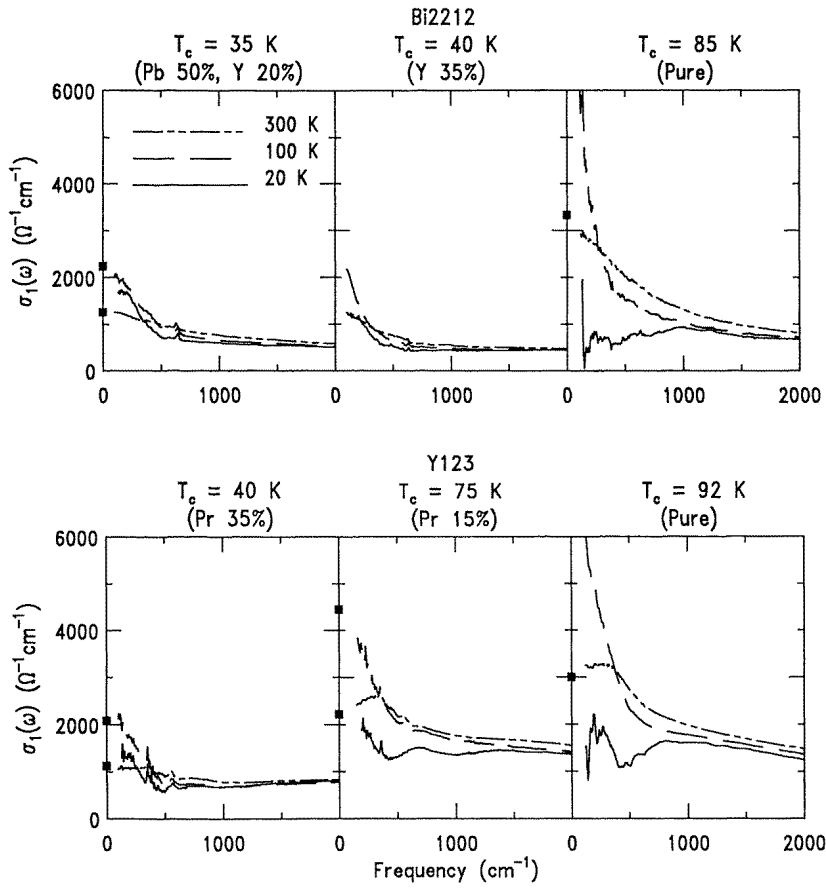 Bi2212
T_c = 35 K
(Pb 50%, Y 20%)
T_c = 40 K
(Y 35%)
T_c = 85 K
(Pure)
6000
4000
2000
0
σ₁(ω) (Ω⁻¹cm⁻¹)
300 K
100 K
20 K
0
1000
0
1000
0
1000
2000
Y123
T_c = 40 K
(Pr 35%)
T_c = 75 K
(Pr 15%)
T_c = 92 K
(Pure)
6000
4000
2000
0
σ₁(ω) (Ω⁻¹cm⁻¹)
0
1000
0
1000
0
1000
2000
Frequency (cm⁻¹)